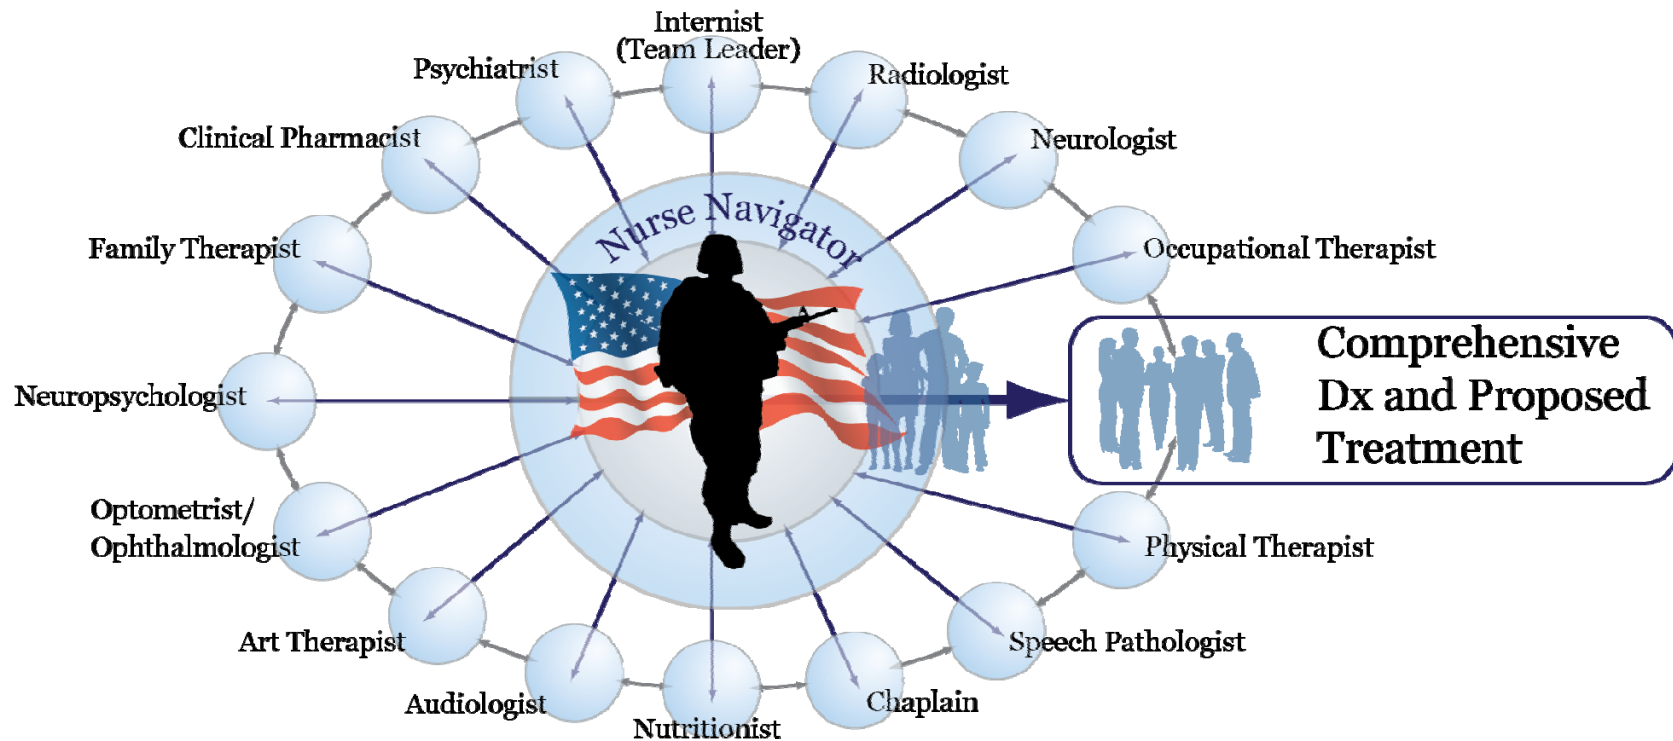 Internist
(Team Leader)
Psychiatrist
Radiologist
Clinical Pharmacist
Neurologist
Nurse Navigator
Family Therapist
Occupational Therapist
Comprehensive
Dx and Proposed
Treatment
Neuropsychologist
Optometrist/
Ophthalmologist
Physical Therapist
Art Therapist
Speech Pathologist
Audiologist
Chaplain
Nutritionist